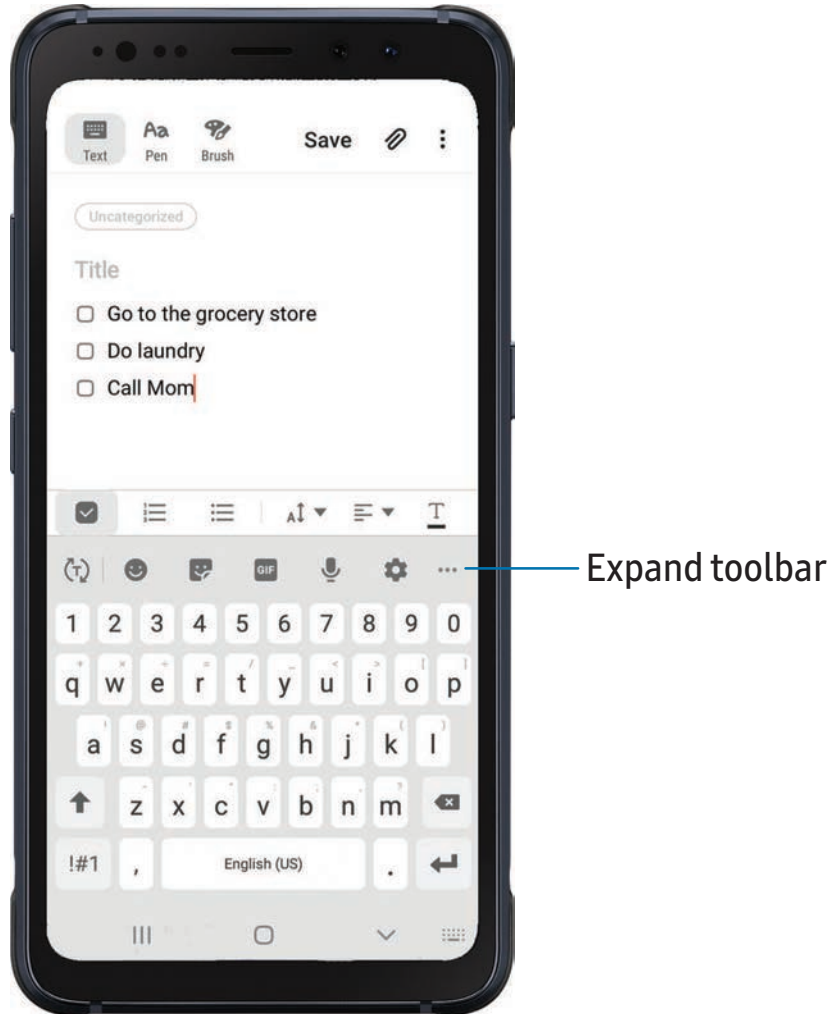 Text
Aa
Pen
Brush
Save
Uncategorized
Title
Go to the grocery store
Do laundry
Call Mom
A
T
T
GIF
Expand toolbar
1 2 3 4 5 6 7 8 9 0
q w e r t y u i o p
a s d f g h j k l
z x c v b n m
!#1 , English (US) .